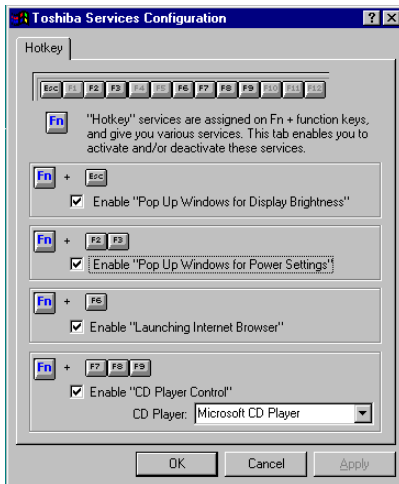 Toshiba Services Configuration
Hotkey
Esc F1 F2 F3 F4 F5 F6 F7 F8 F9 F10 F11 F12
Fn
"Hotkey" services are assigned on Fn + function keys,
and give you various services. This tab enables you to
activate and/or deactivate these services.
Fn + Esc
Enable "Pop Up Windows for Display Brightness"
Fn + F2 F3
Enable "Pop Up Windows for Power Settings"
Fn + F6
Enable "Launching Internet Browser"
Fn + F7 F8 F9
Enable "CD Player Control"
CD Player: Microsoft CD Player
OK Cancel Apply